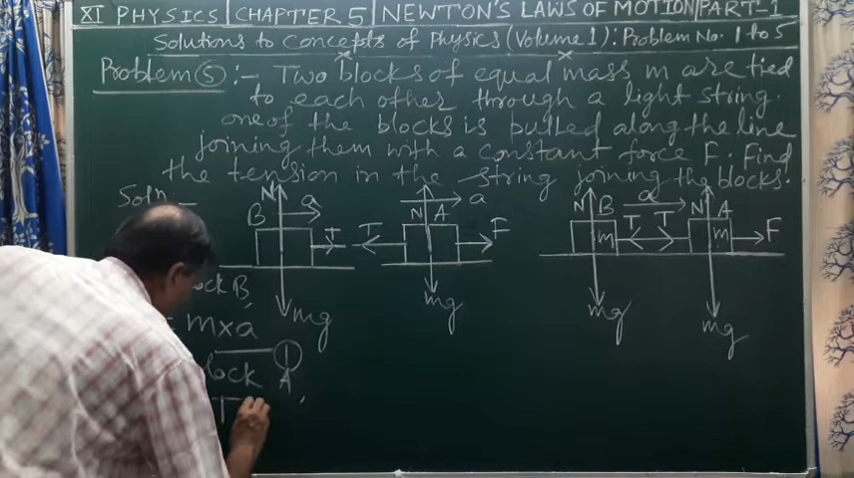 XI PHYSICS | CHAPTER 5 | NEWTON'S LAWS OF MOTION/PART-1
Solutions to Concepts of Physics (Volume 1): Problem No. 1 to 5
Problem 5 :- Two blocks of equal mass m are tied
to each other through a light string.
one of the blocks is pulled along the line
joining them with a constant force F. Find
the tension in the string joining the blocks.
Soln -
N a N A a N B a N A
B T T F m T T m F
mg mg mg mg
ock B,
= mxa
1
lock A,
T